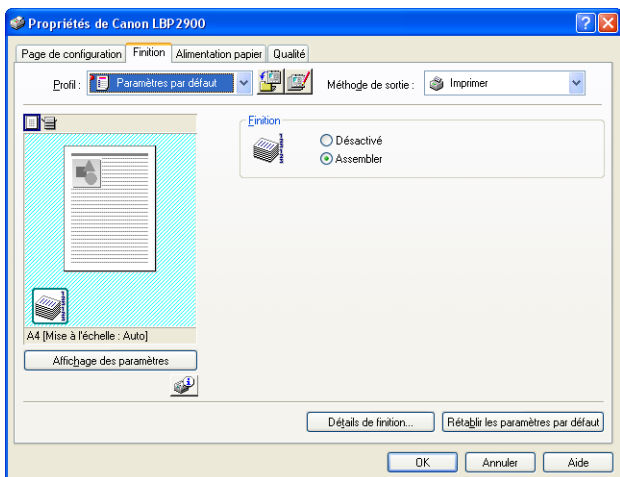 Propriétés de Canon LBP2900
Page de configuration Finition Alimentation papier Qualité
Profil : Paramètres par défaut Méthode de sortie : Imprimer
Finition
Désactivé
Assembler
A4 [Mise à l'échelle : Auto]
Affichage des paramètres
Détails de finition... Rétablir les paramètres par défaut
OK Annuler Aide